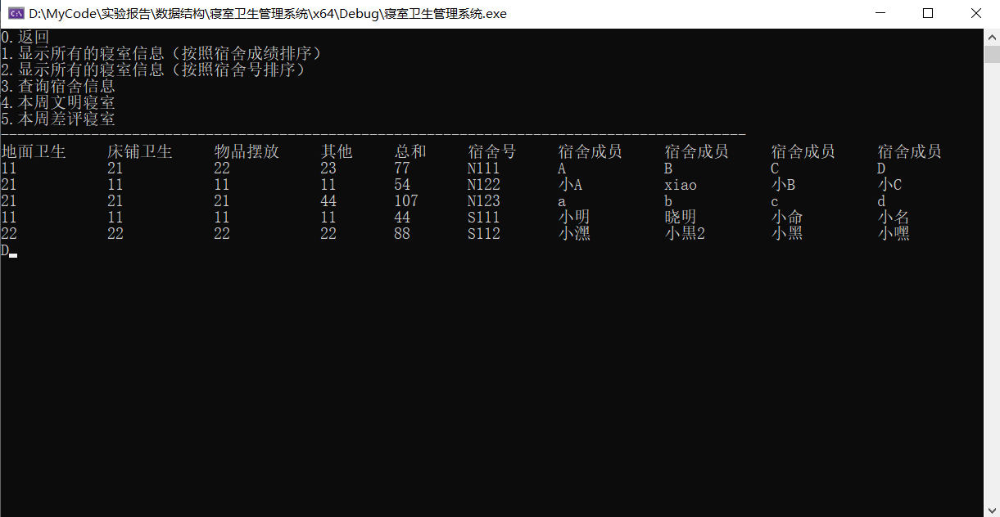 D:\MyCode\实验报告\数据结构\寝室卫生管理系统\x64\Debug\寝室卫生管理系统.exe
0.返回
1.显示所有的寝室信息（按照宿舍成绩排序）
2.显示所有的寝室信息（按照宿舍号排序）
3.查询宿舍信息
4.本周文明寝室
5.本周差评寝室
-------------------------------------------------------------------------------------------
地面卫生 床铺卫生 物品摆放 其他 总和 宿舍号 宿舍成员 宿舍成员 宿舍成员 宿舍成员
11 21 22 23 77 N111 A B C D
21 11 11 11 54 N122 小A xiao 小B 小C
21 21 21 44 107 N123 a b c d
11 11 11 11 44 S111 小明 晓明 小命 小名
22 22 22 22 88 S112 小潶 小黒2 小黑 小嘿
D